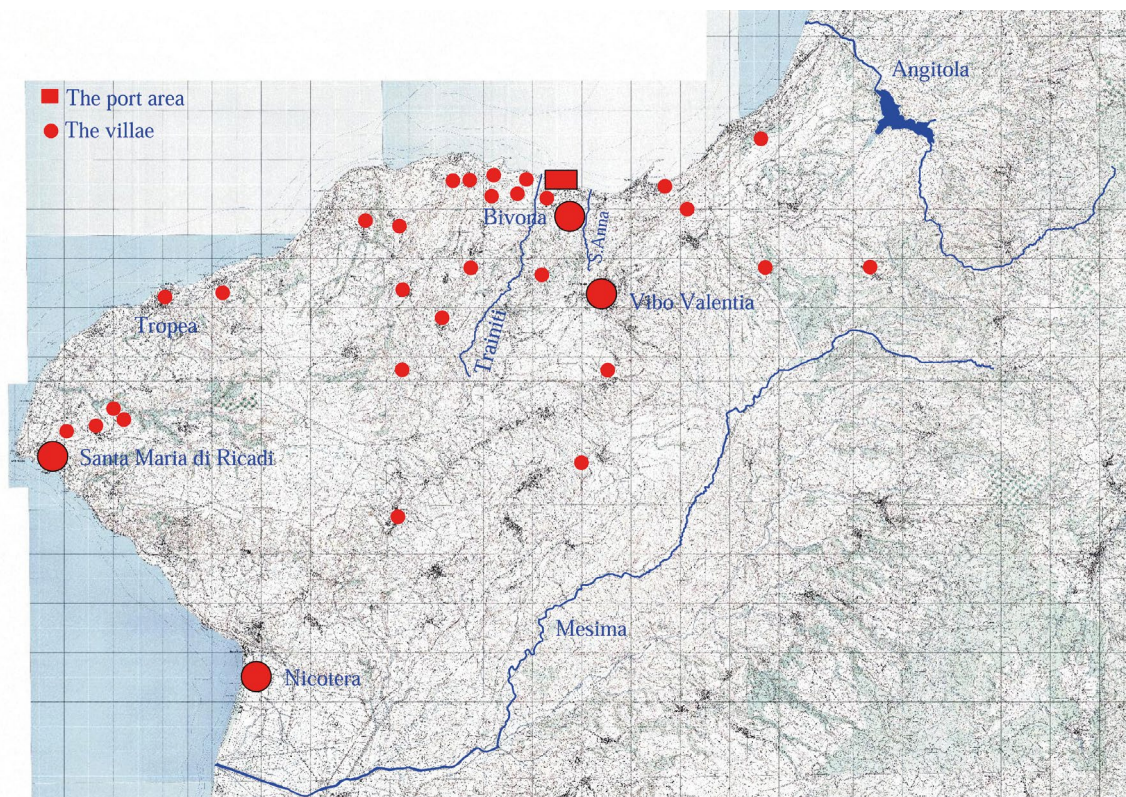 Angitola
The port area
The villae
Bivona
S. Anna
Vibo Valentia
Tropea
Trainiti
Santa Maria di Ricadi
Mesima
Nicotera